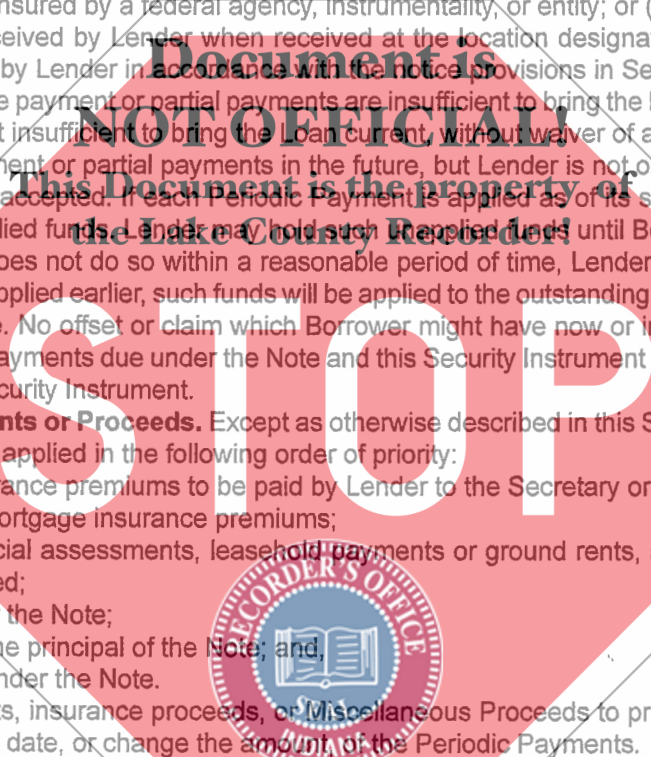 nsured by a federal agency, instrumentality, or entity; or (
ceived by Lender when received at the location designa
by Lender in accordance with the notice provisions in Se
e payment or partial payments are insufficient to bring the
t insufficient to bring the Loan current, without waiver of a
ment or partial payments in the future, but Lender is not o
accepted. If each Periodic Payment is applied as of its s
lied funds. Lender may hold such unapplied funds until B
oes not do so within a reasonable period of time, Lender
pplied earlier, such funds will be applied to the outstanding
e. No offset or claim which Borrower might have now or i
ayments due under the Note and this Security Instrument
curity Instrument.
nts or Proceeds. Except as otherwise described in this S
applied in the following order of priority:
rance premiums to be paid by Lender to the Secretary or
ortgage insurance premiums;
cial assessments, leasehold payments or ground rents,
ed;
the Note;
he principal of the Note; and,
nder the Note.
ts, insurance proceeds, or Miscellaneous Proceeds to pr
date, or change the amount, of the Periodic Payments.
Document is
NOT OFFICIAL!
This Document is the property of
the Lake County Recorder!
STOP
RECORDER'S OFFICE
SEAL
INDIANA